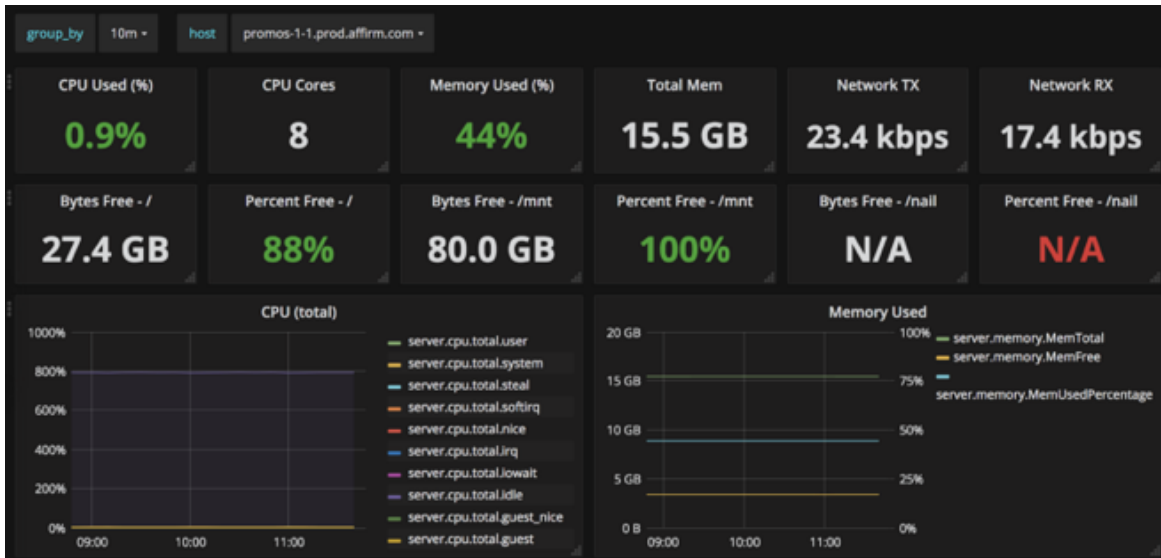 group_by 10m host promos-1-1.prod.affirm.com
CPU Used (%) CPU Cores Memory Used (%) Total Mem Network TX Network RX
0.9% 8 44% 15.5 GB 23.4 kbps 17.4 kbps
Bytes Free - / Percent Free - / Bytes Free - /mnt Percent Free - /mnt Bytes Free - /nail Percent Free - /nail
27.4 GB 88% 80.0 GB 100% N/A N/A
CPU (total)
1000%
800%
600%
400%
200%
0%
09:00 10:00 11:00
server.cpu.total.user
server.cpu.total.system
server.cpu.total.steal
server.cpu.total.softirq
server.cpu.total.nice
server.cpu.total.irq
server.cpu.total.iowait
server.cpu.total.idle
server.cpu.total.guest_nice
server.cpu.total.guest
Memory Used
20 GB
15 GB
10 GB
5 GB
0 B
09:00 10:00 11:00
100%
75%
50%
25%
0%
server.memory.MemTotal
server.memory.MemFree
server.memory.MemUsedPercentage